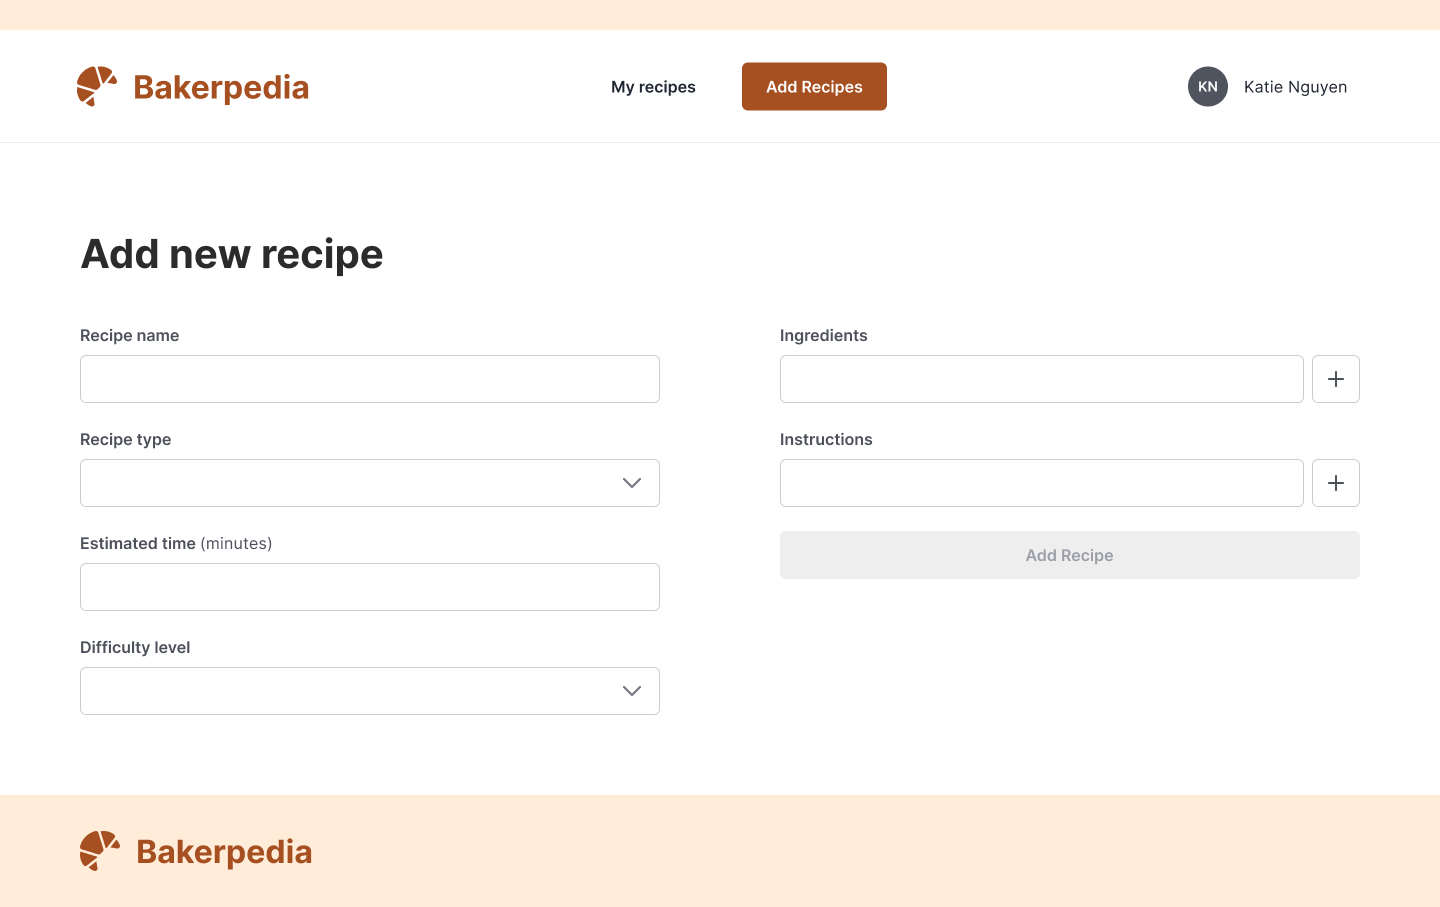 Bakerpedia
My recipes
Add Recipes
KN
Katie Nguyen
Add new recipe
Recipe name
Recipe type
Estimated time (minutes)
Difficulty level
Ingredients
Instructions
Add Recipe
Bakerpedia